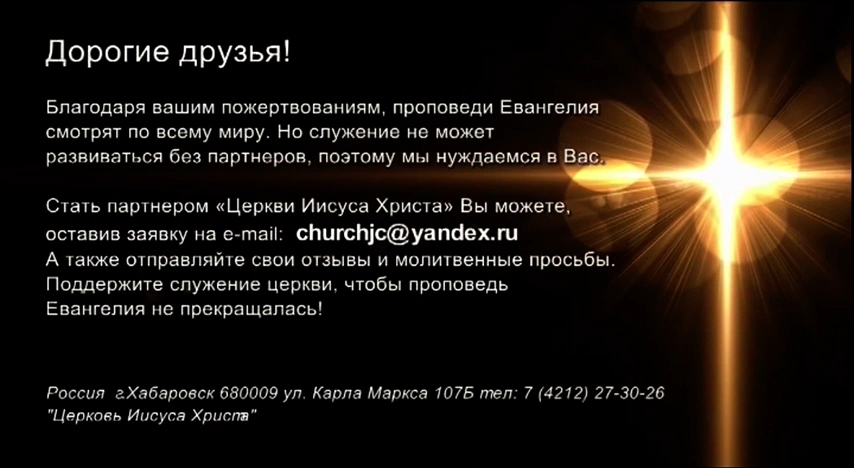 Дорогие друзья!
Благодаря вашим пожертвованиям, проповеди Евангелия
смотрят по всему миру. Но служение не может
развиваться без партнеров, поэтому мы нуждаемся в Вас.
Стать партнером «Церкви Иисуса Христа» Вы можете,
оставив заявку на e-mail: churchjc@yandex.ru
А также отправляйте свои отзывы и молитвенные просьбы.
Поддержите служение церкви, чтобы проповедь
Евангелия не прекращалась!
Россия г.Хабаровск 680009 ул. Карла Маркса 107Б тел: 7 (4212) 27-30-26
"Церковь Иисуса Христа"